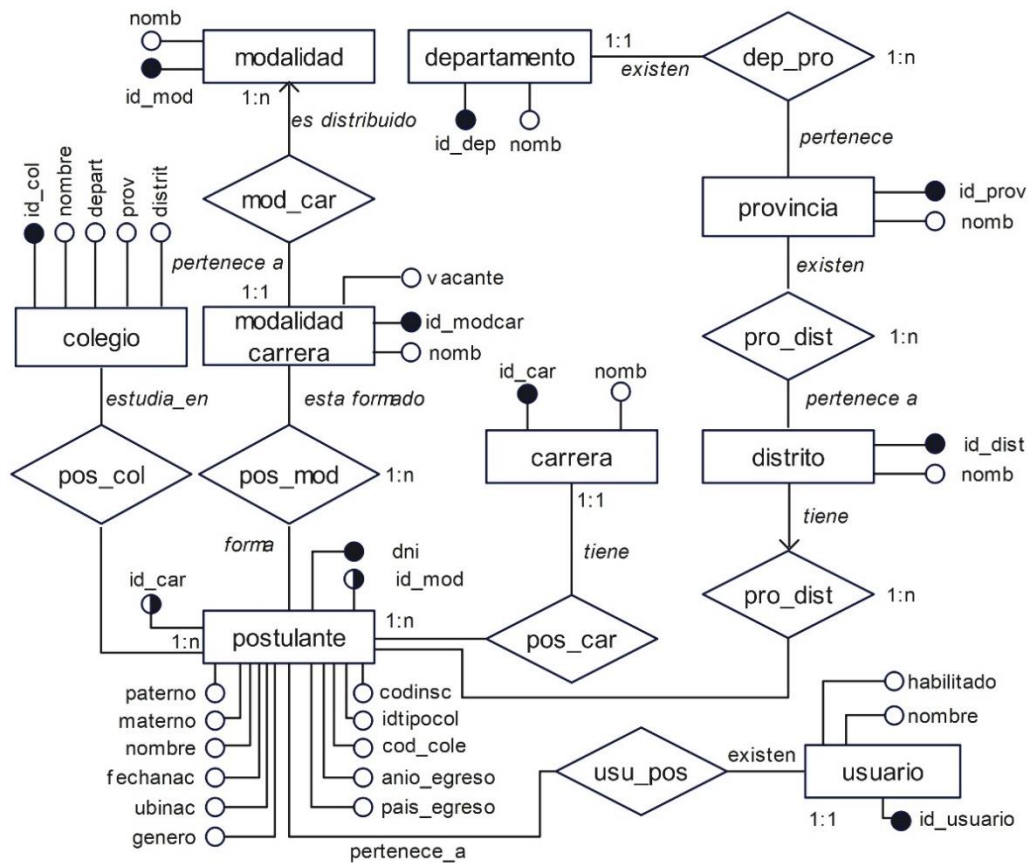 nomb
modalidad
id_mod
1:n
es distribuido
mod_car
pertenece a
1:1
departamento
1:1
existen
dep_pro
1:n
id_dep
nomb
pertenece
provincia
id_prov
nomb
existen
pro_dist
1:n
pertenece a
distrito
id_dist
nomb
tiene
pro_dist
1:n
id_col
nombre
depart
prov
distrit
colegio
estudia_en
pos_col
modalidad
carrera
vacante
id_modcar
nomb
esta formado
pos_mod
1:n
forma
id_car
nomb
carrera
1:1
tiene
pos_car
dni
id_mod
id_car
1:n
postulante
1:n
paterno
materno
nombre
fechanac
ubinac
genero
codinsc
idtipocol
cod_cole
anio_egreso
pais_egreso
pertenece_a
usu_pos
existen
habilitado
nombre
usuario
1:1
id_usuario